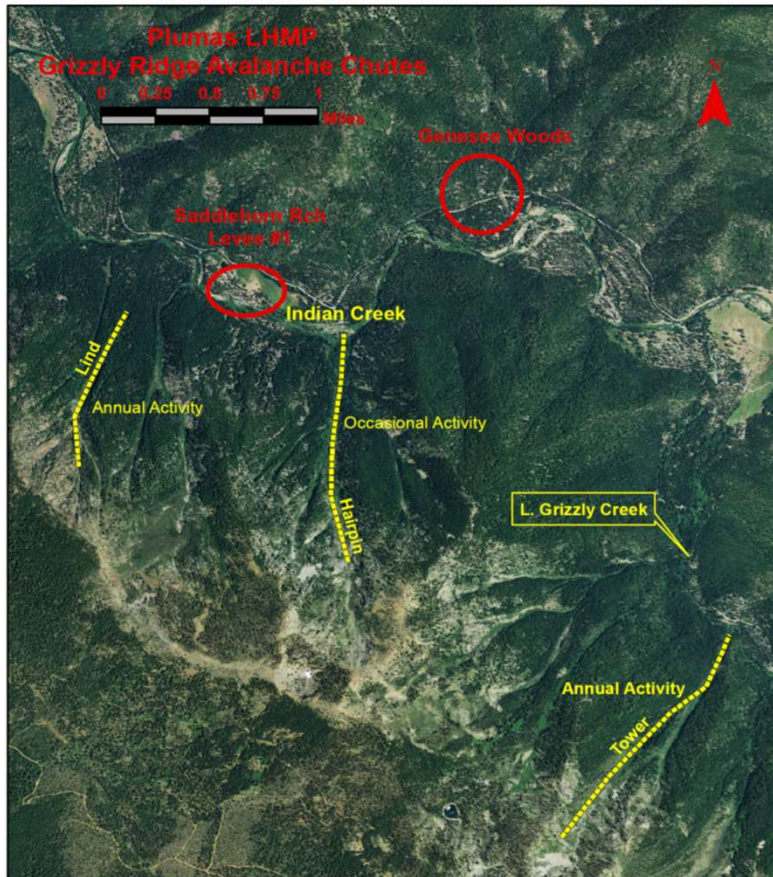 Plumas LHMP
Grizzly Ridge Avalanche Chutes
0 0.25 0.5 0.75 1
Miles
N
Genesee Woods
Saddlehorn Rch
Levee #1
Indian Creek
Lind
Annual Activity
Occasional Activity
Hairpin
L. Grizzly Creek
Annual Activity
Tower